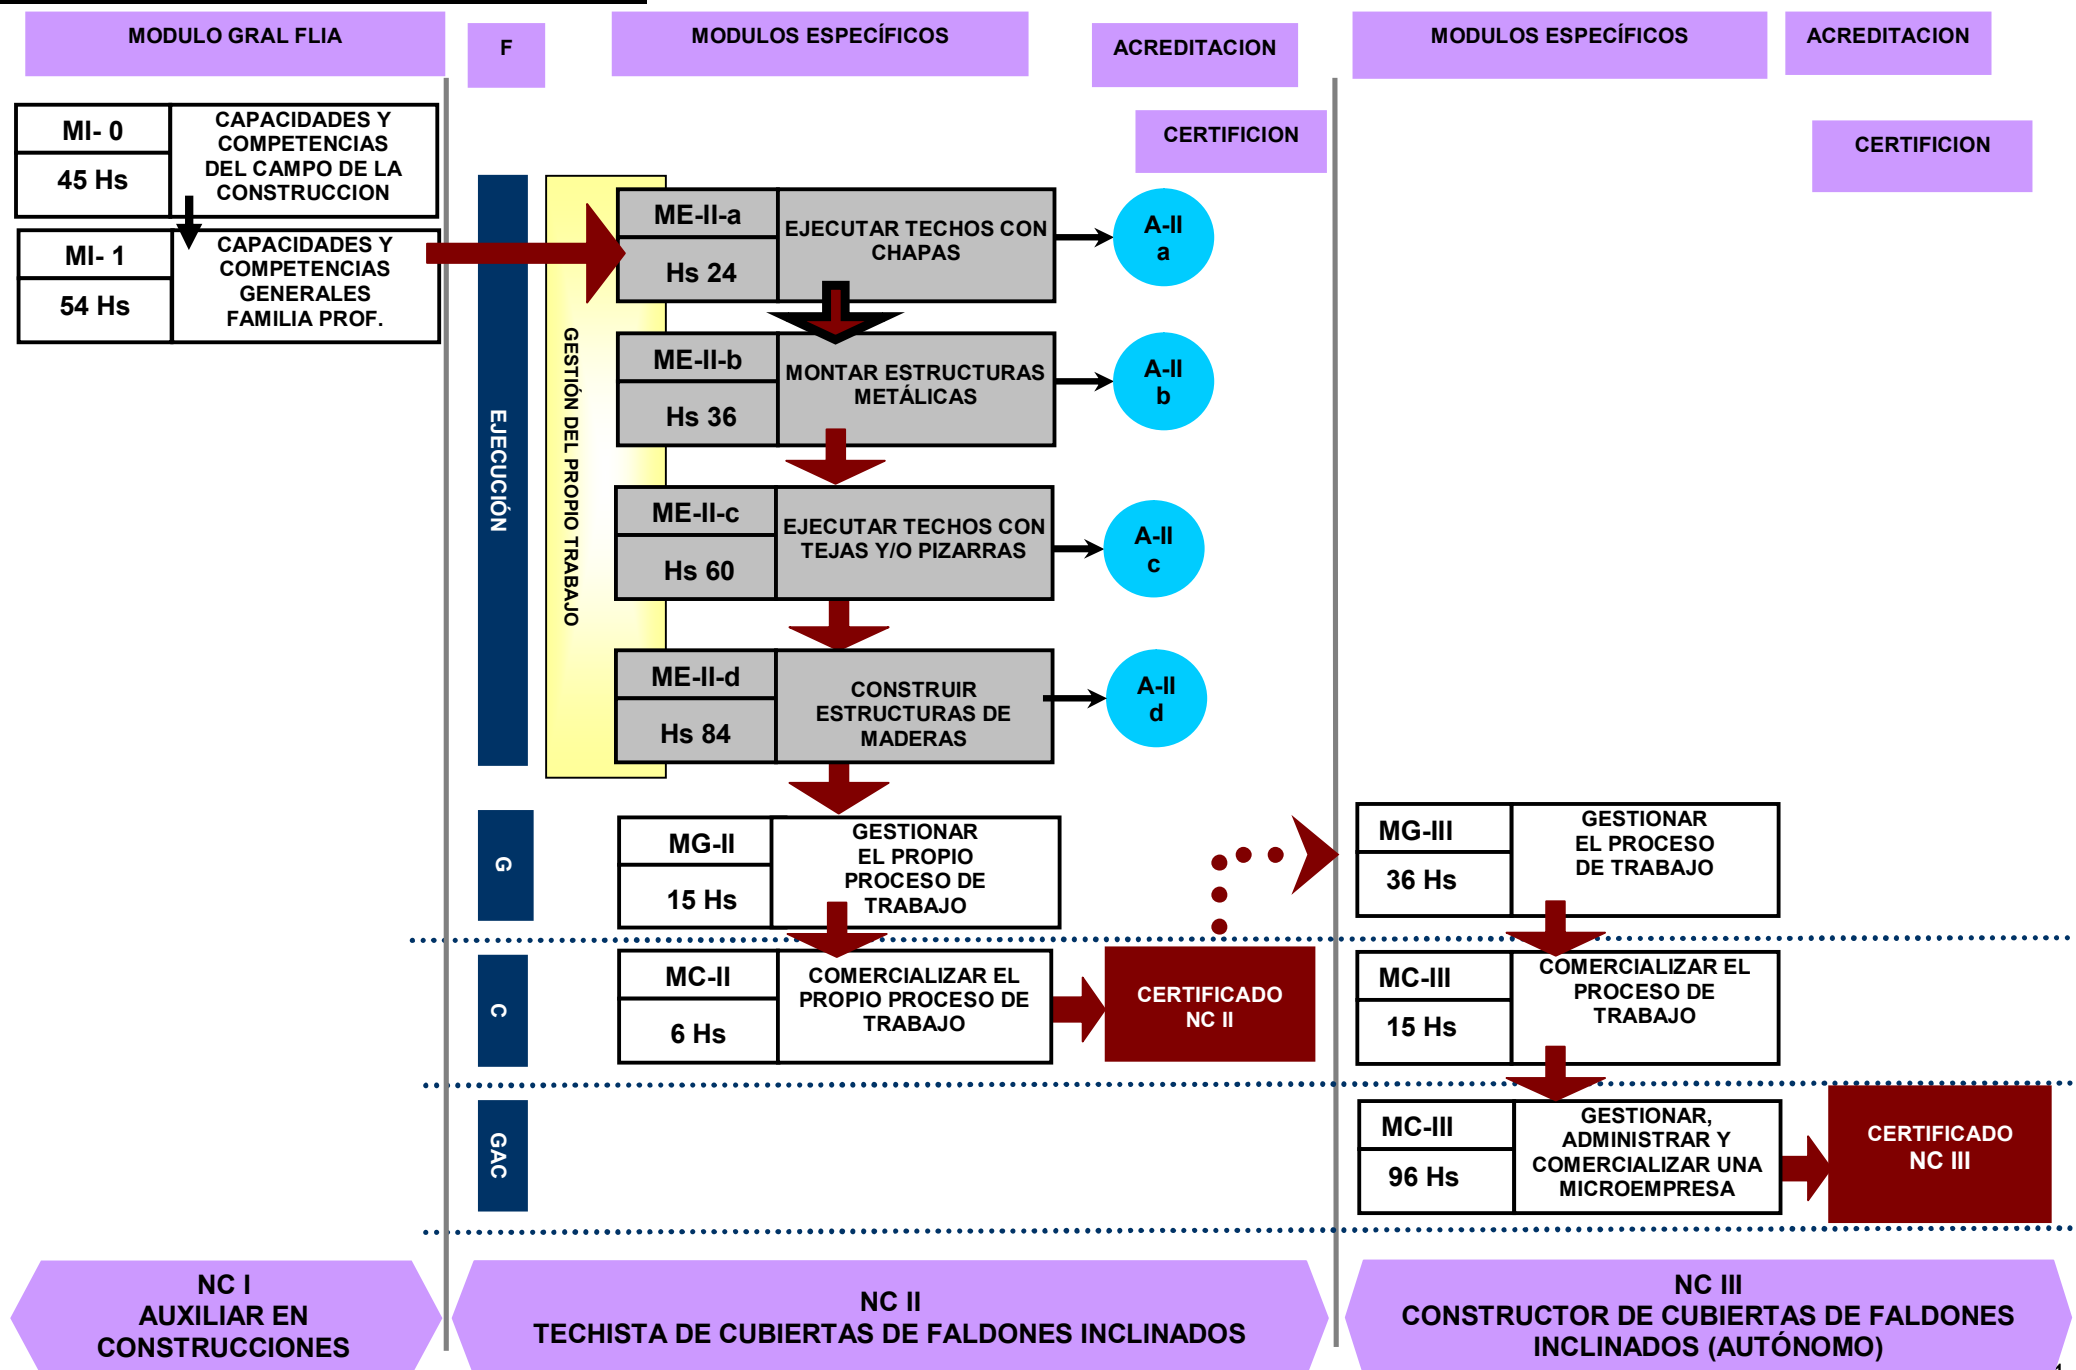 MODULO GRAL FLIA
F
MODULOS ESPECÍFICOS
ACREDITACION
MODULOS ESPECÍFICOS
ACREDITACION
CERTIFICION
CERTIFICION
MI- 0
45 Hs
CAPACIDADES Y
COMPETENCIAS
DEL CAMPO DE LA
CONSTRUCCION
MI- 1
54 Hs
CAPACIDADES Y
COMPETENCIAS
GENERALES
FAMILIA PROF.
EJECUCIÓN
GESTIÓN DEL PROPIO TRABAJO
ME-II-a
Hs 24
EJECUTAR TECHOS CON
CHAPAS
A-II
a
ME-II-b
Hs 36
MONTAR ESTRUCTURAS
METÁLICAS
A-II
b
ME-II-c
Hs 60
EJECUTAR TECHOS CON
TEJAS Y/O PIZARRAS
A-II
c
ME-II-d
Hs 84
CONSTRUIR
ESTRUCTURAS DE
MADERAS
A-II
d
G
MG-II
15 Hs
GESTIONAR
EL PROPIO
PROCESO DE
TRABAJO
MG-III
36 Hs
GESTIONAR
EL PROCESO
DE TRABAJO
C
MC-II
6 Hs
COMERCIALIZAR EL
PROPIO PROCESO DE
TRABAJO
CERTIFICADO
NC II
MC-III
15 Hs
COMERCIALIZAR EL
PROCESO DE
TRABAJO
GAC
MC-III
96 Hs
GESTIONAR,
ADMINISTRAR Y
COMERCIALIZAR UNA
MICROEMPRESA
CERTIFICADO
NC III
NC I
AUXILIAR EN
CONSTRUCCIONES
NC II
TECHISTA DE CUBIERTAS DE FALDONES INCLINADOS
NC III
CONSTRUCTOR DE CUBIERTAS DE FALDONES
INCLINADOS (AUTÓNOMO)